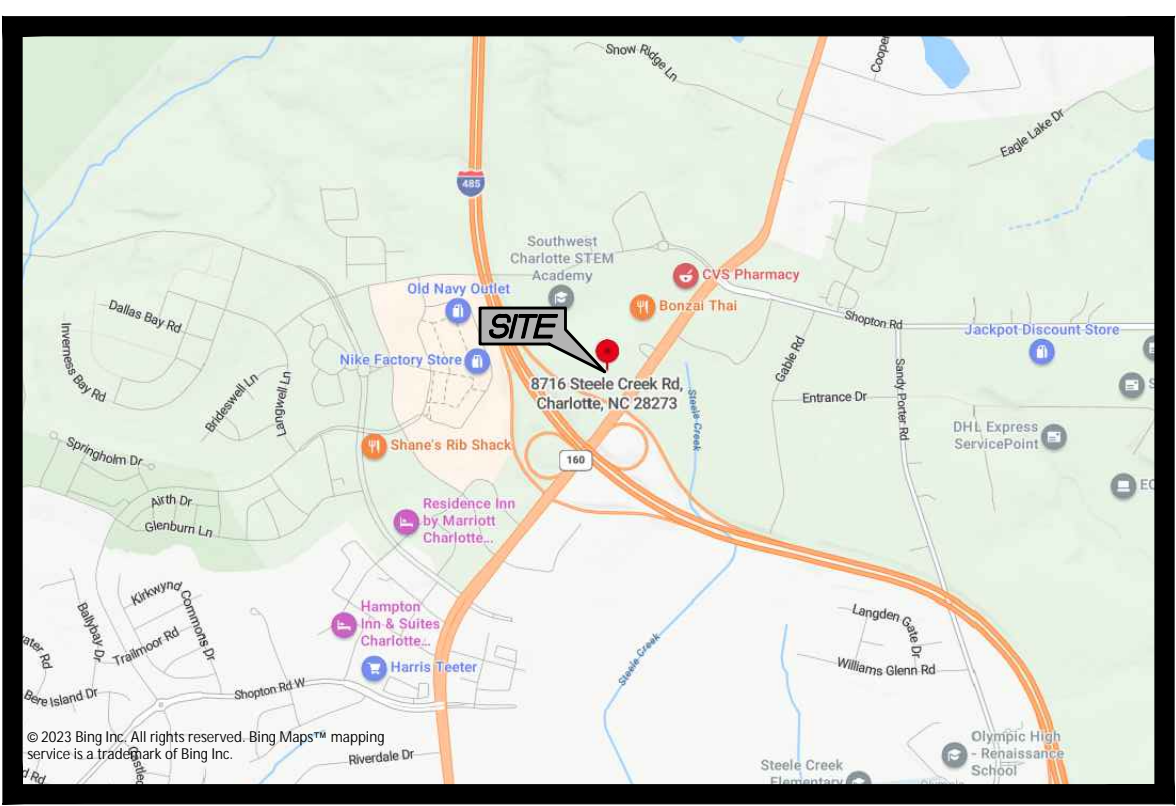 Snow Ridge Ln
Cooper
Eagle Lake Dr
485
Southwest
Charlotte STEM
Academy
CVS Pharmacy
Old Navy Outlet
Bonzai Thai
Dallas Bay Rd
SITE
Shopton Rd
Jackpot Discount Store
Inverness Bay Rd
Nike Factory Store
Gable Rd
8716 Steele Creek Rd,
Charlotte, NC 28273
Brideswell Ln
Langwell Ln
Steele Creek
Entrance Dr
Sandy Porter Rd
DHL Express
ServicePoint
Springholm Dr
Shane's Rib Shack
160
EC
Airth Dr
Glenburn Ln
Residence Inn
by Marriott
Charlotte...
Kirkwynd
Commons Dr
Ballybay Dr
Trailmoor Rd
Hampton
Inn & Suites
Charlotte...
Langden Gate Dr
Williams Glenn Rd
Steele Creek
Harris Teeter
ater Rd
Bere Island Dr
Shopton Rd W
© 2023 Bing Inc. All rights reserved. Bing Maps™ mapping
service is a trademark of Bing Inc.
Riverdale Dr
d Rd
Steele Creek
Elementary
Olympic High
- Renaissance
School